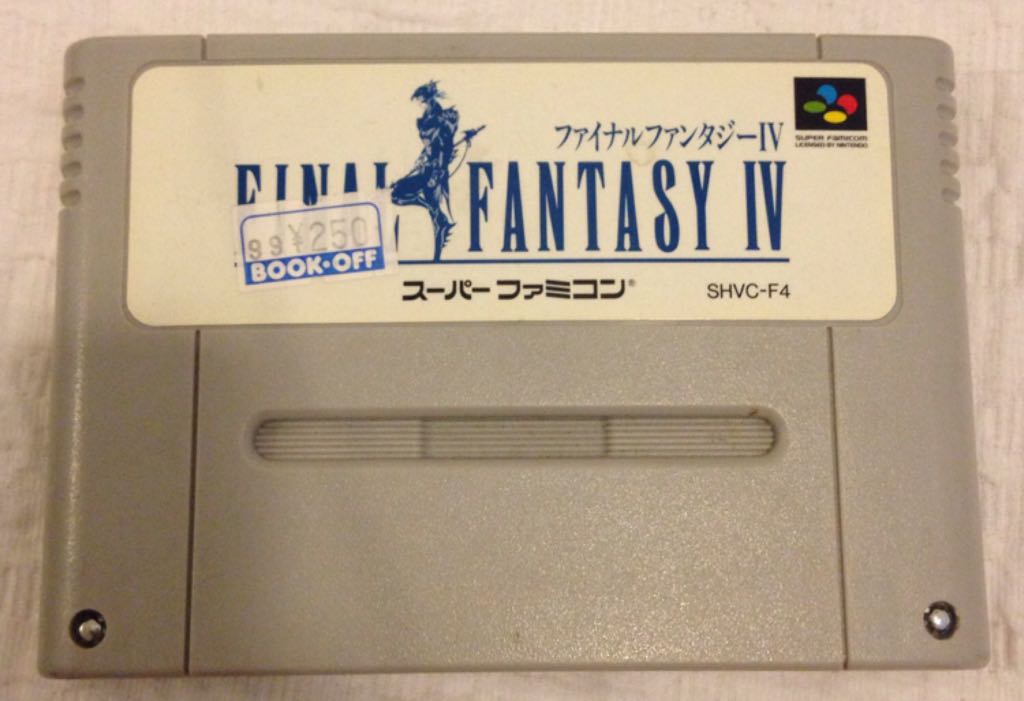 ファイナルファンタジーIV
FINAL FANTASY IV
SUPER FAMICOM
LICENSED BY NINTENDO
99 ¥250
BOOK・OFF
スーパーファミコン®
SHVC-F4